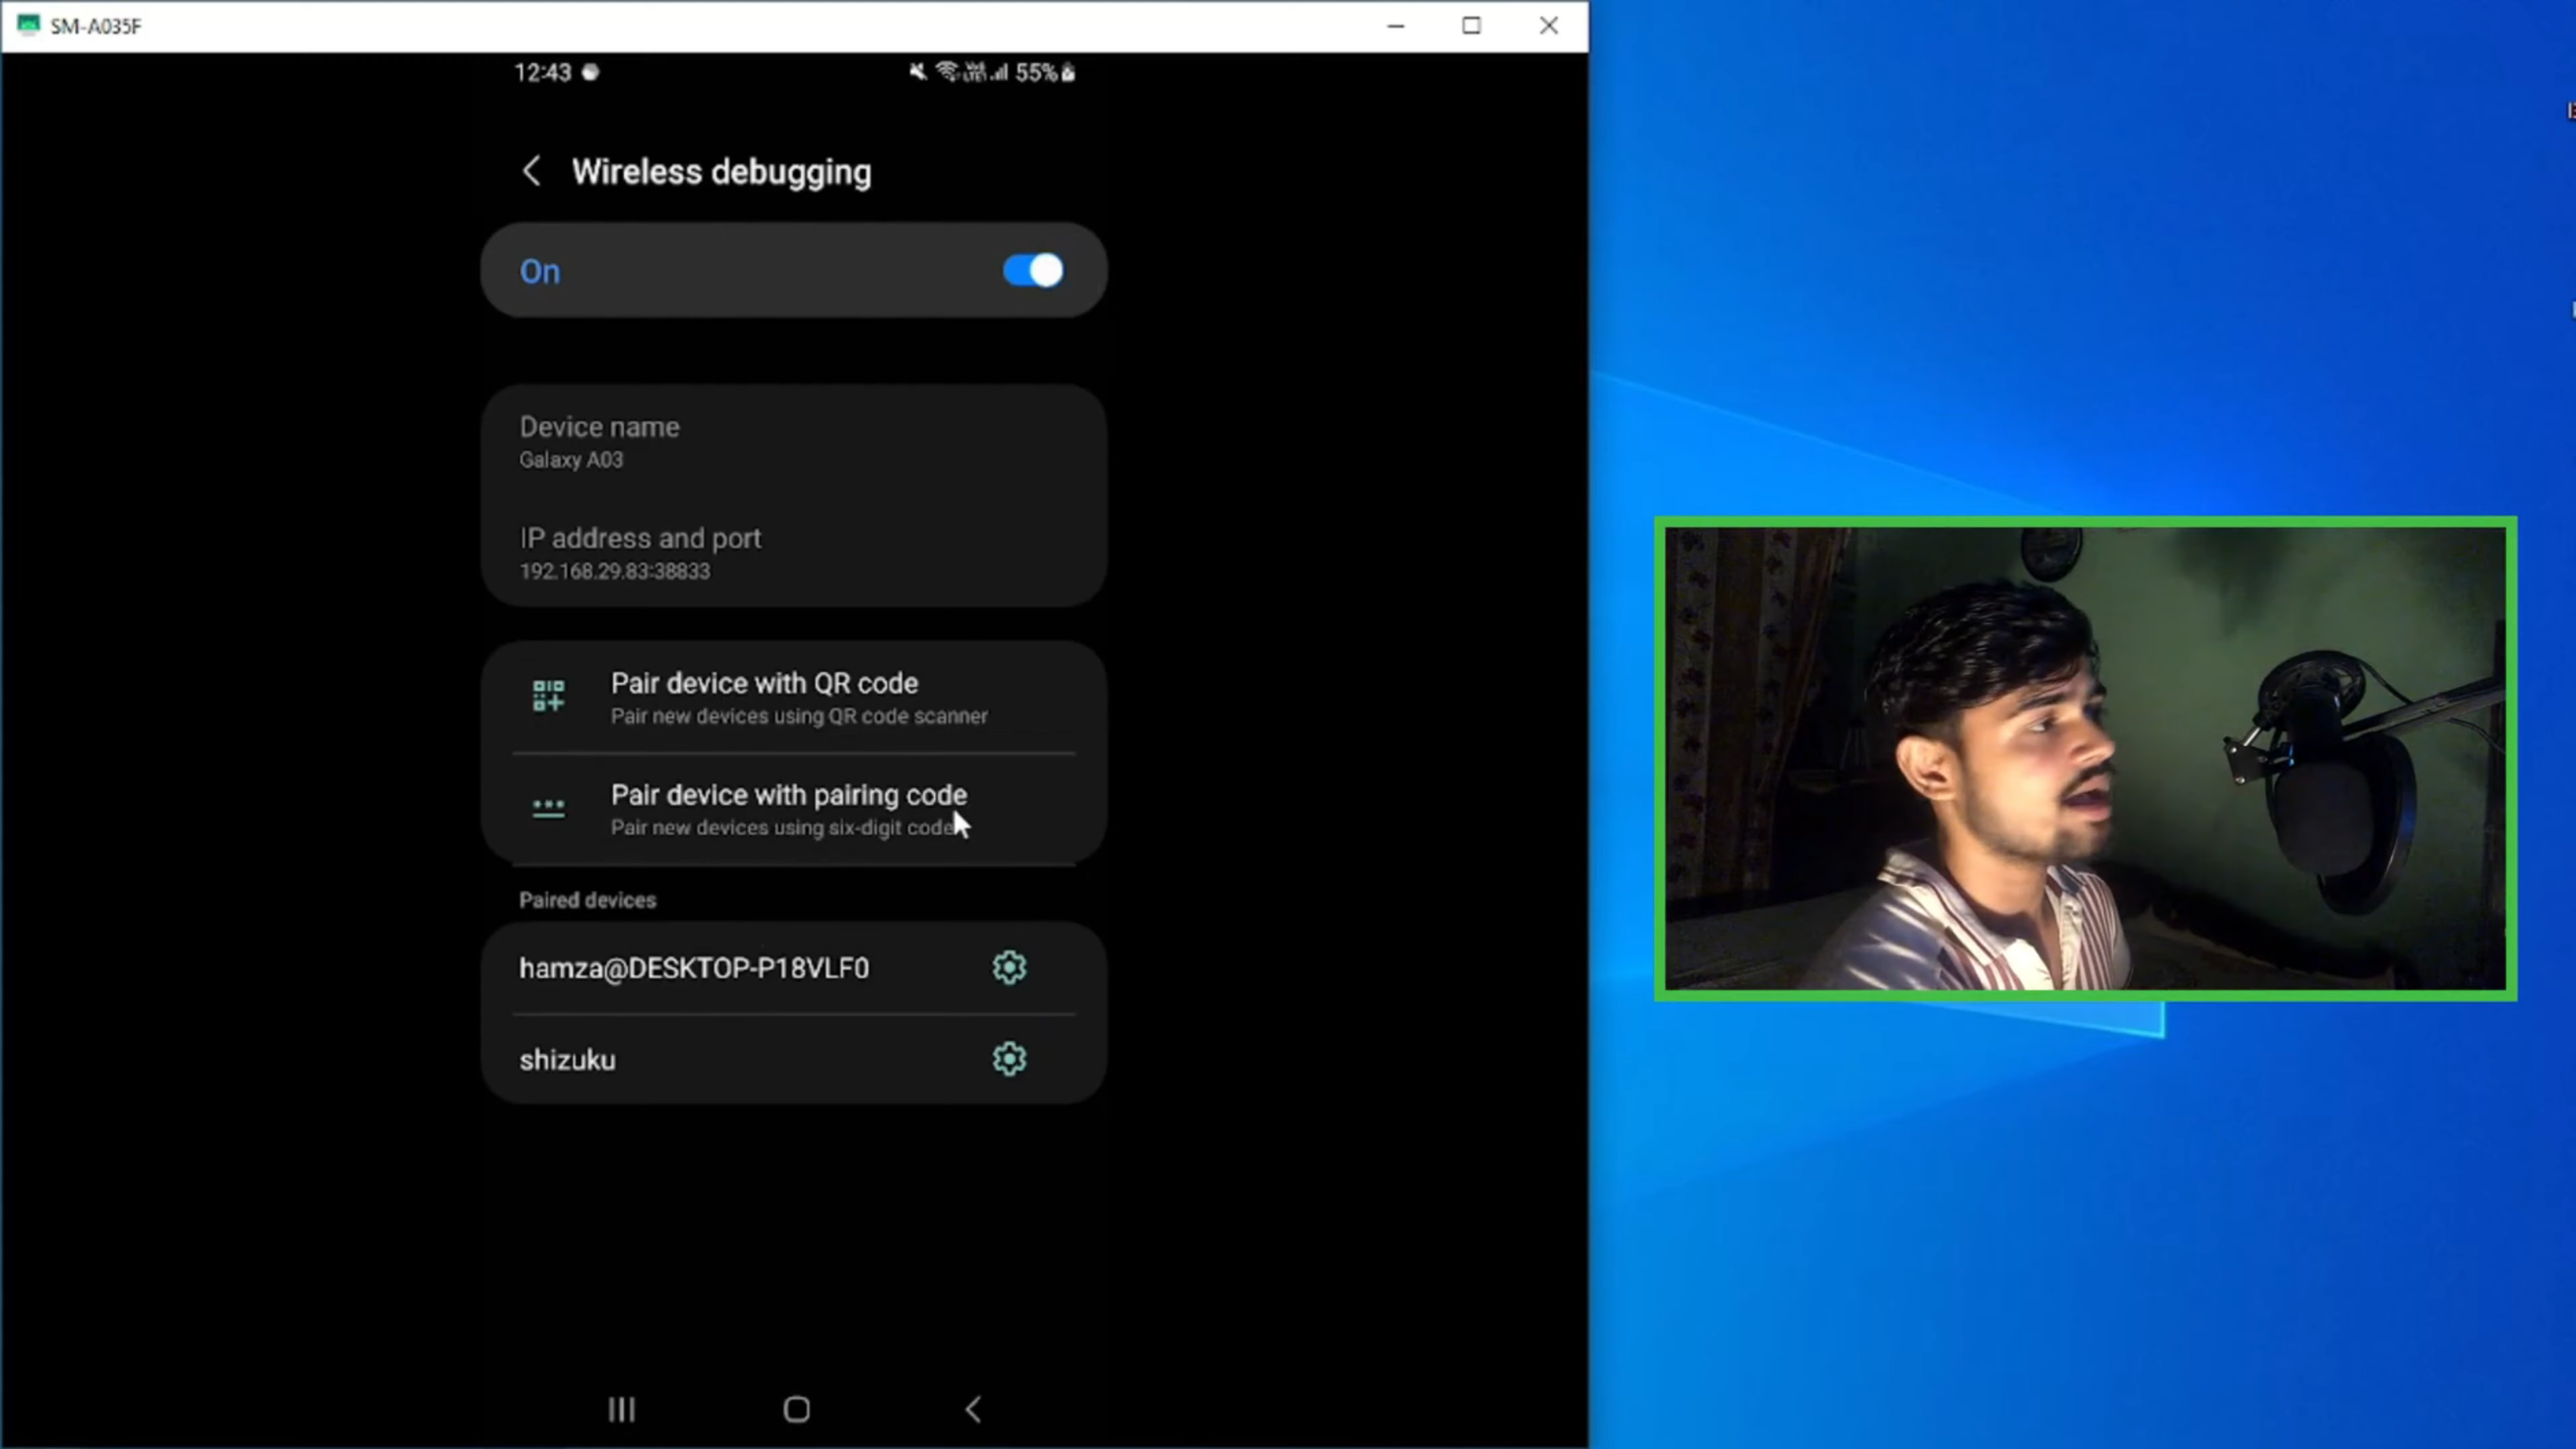 SM-A035F
12:43
55%
Wireless debugging
On
Device name
Galaxy A03
IP address and port
192.168.29.83:38833
Pair device with QR code
Pair new devices using QR code scanner
Pair device with pairing code
Pair new devices using six-digit code
Paired devices
hamza@DESKTOP-P18VLF0
shizuku